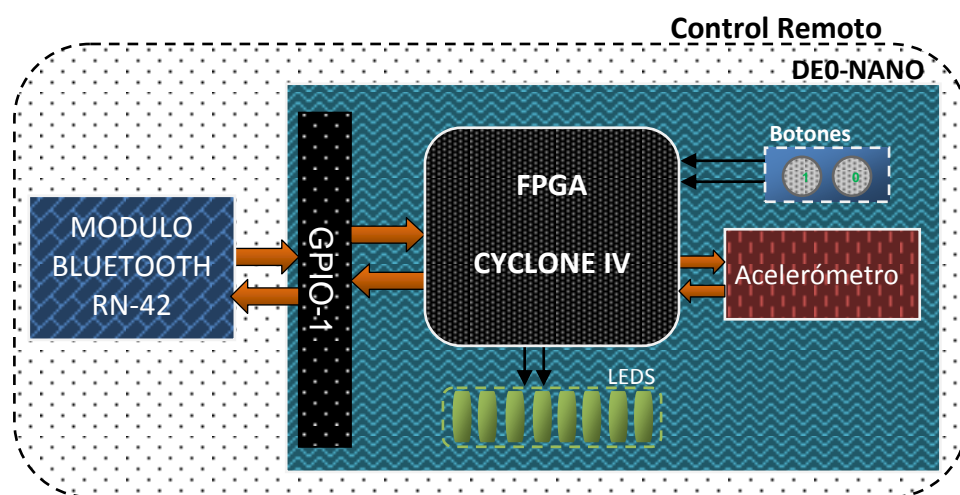 Control Remoto
DE0-NANO
Botones
1 0
MODULO
BLUETOOTH
RN-42
GPIO-1
FPGA
CYCLONE IV
Acelerómetro
LEDS